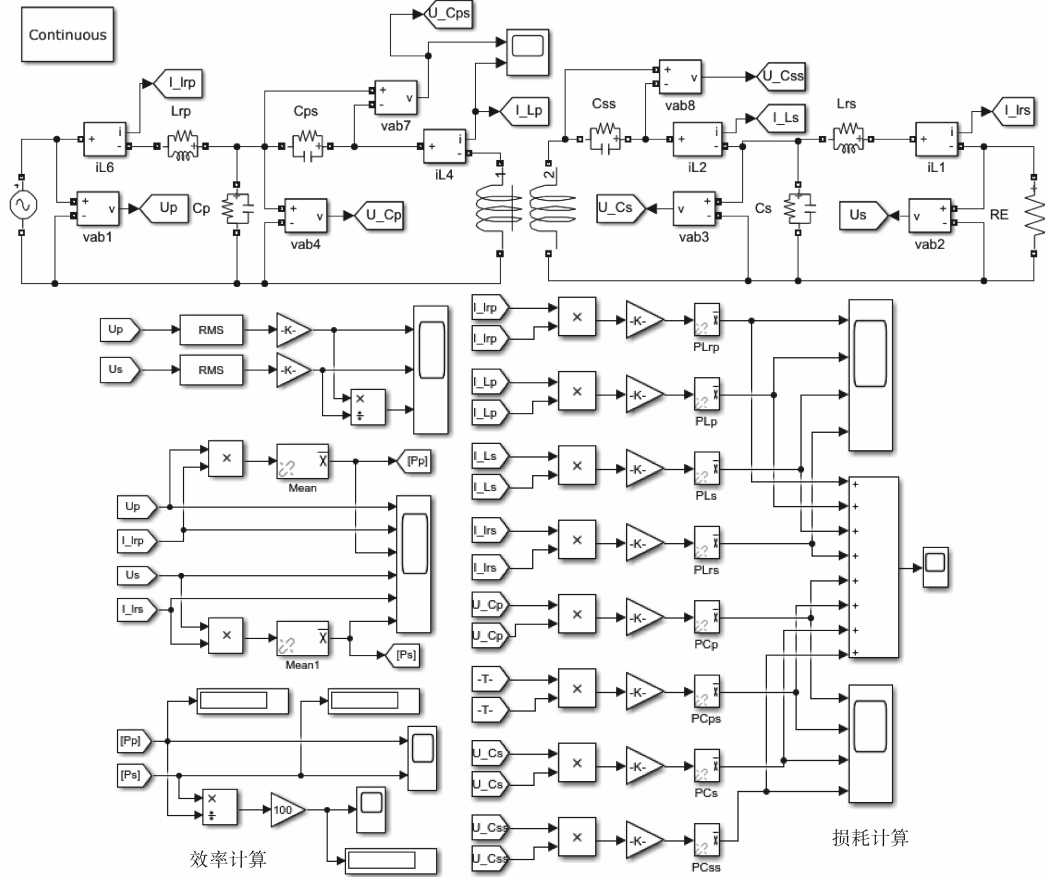 Continuous
U_Cps
I_lrp
Lrp
Cps
v
vab7
I_Lp
i
iL6
i
iL4
vab1
Up
Cp
v
vab4
U_Cp
1
2
Css
v
vab8
U_Css
I_Ls
i
iL2
Lrs
i
iL1
I_lrs
U_Cs
v
vab3
Cs
Us
v
vab2
RE
Up
RMS
-K-
Us
RMS
-K-
×
÷
×
Mean
[Pp]
Up
I_lrp
Us
I_lrs
×
Mean1
[Ps]
[Pp]
[Ps]
×
÷
100
效率计算
I_lrp
I_lrp
×
-K-
PLrp
I_Lp
I_Lp
×
-K-
PLp
I_Ls
I_Ls
×
-K-
PLs
I_lrs
I_lrs
×
-K-
PLrs
U_Cp
U_Cp
×
-K-
PCp
-T-
-T-
×
-K-
PCps
U_Cs
U_Cs
×
-K-
PCs
U_Css
U_Css
×
-K-
PCss
损耗计算